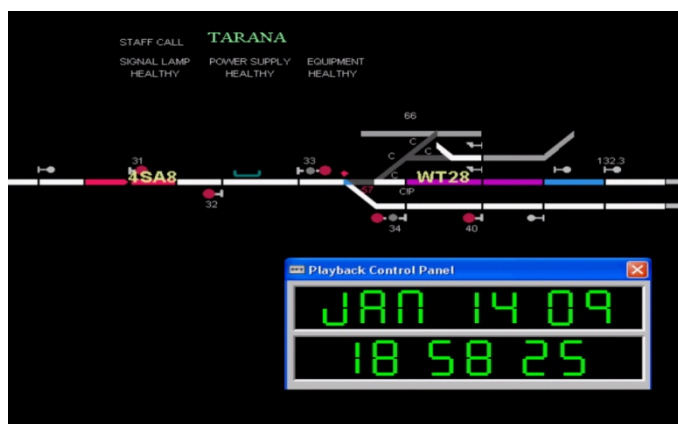 STAFF CALL TARANA
SIGNAL LAMP HEALTHY
POWER SUPPLY HEALTHY
EQUIPMENT HEALTHY
66
C
C
C
C
31
33
132.3
4SA8
57
WT28
CIP
32
34
40
Playback Control Panel
JAN 14 09
18 58 25